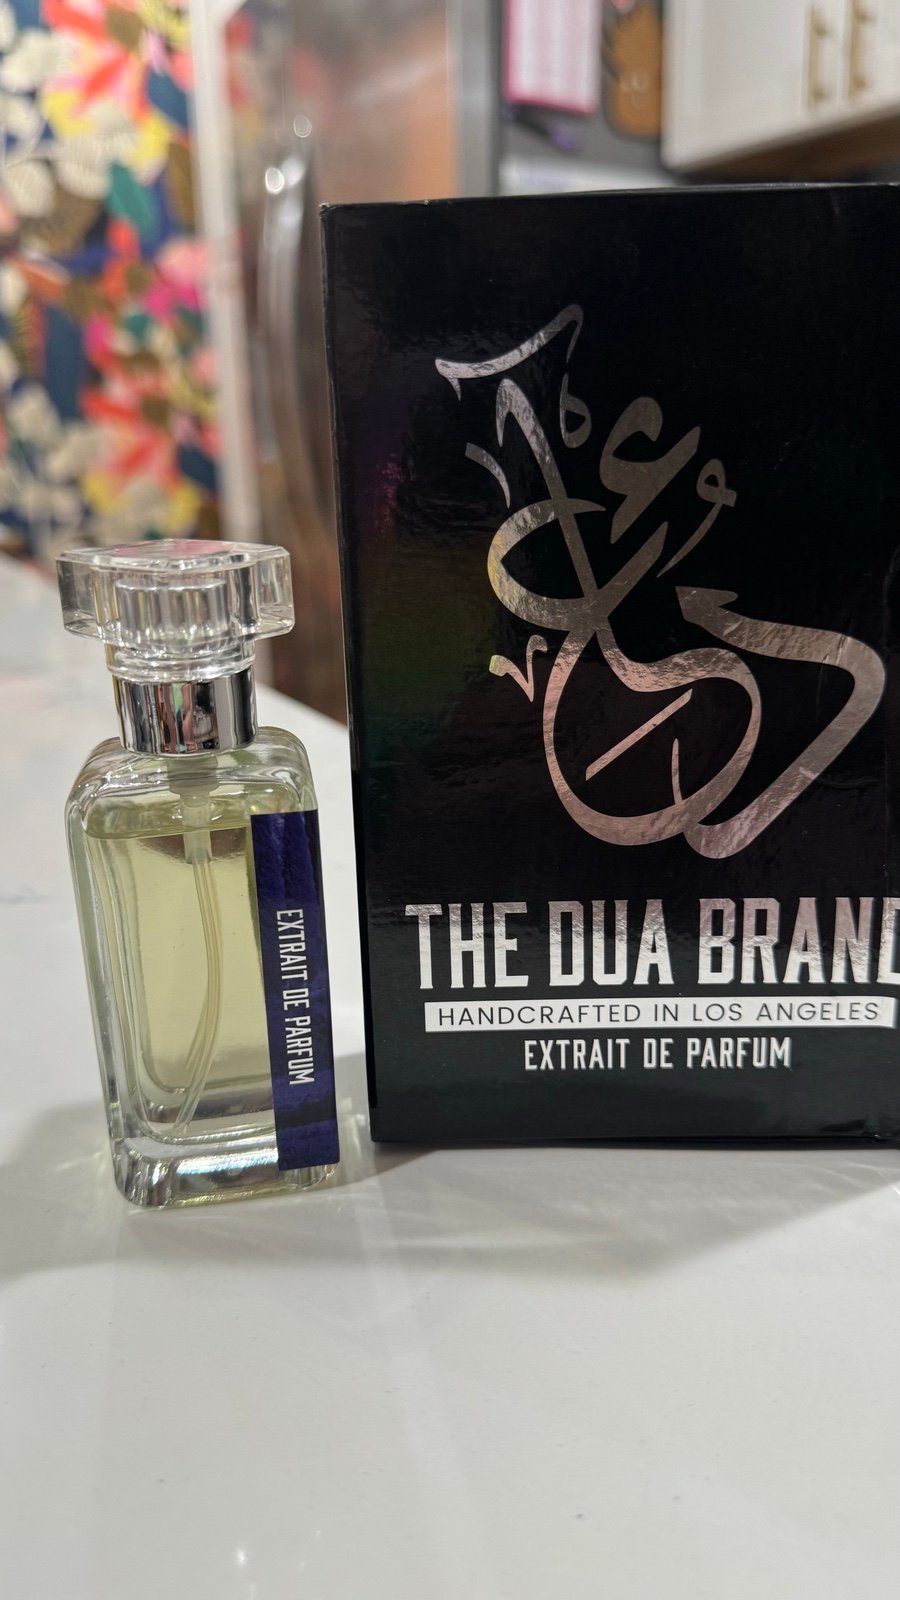 EXTRAIT DE PARFUM
THE DUA BRAND
HANDCRAFTED IN LOS ANGELES
EXTRAIT DE PARFUM